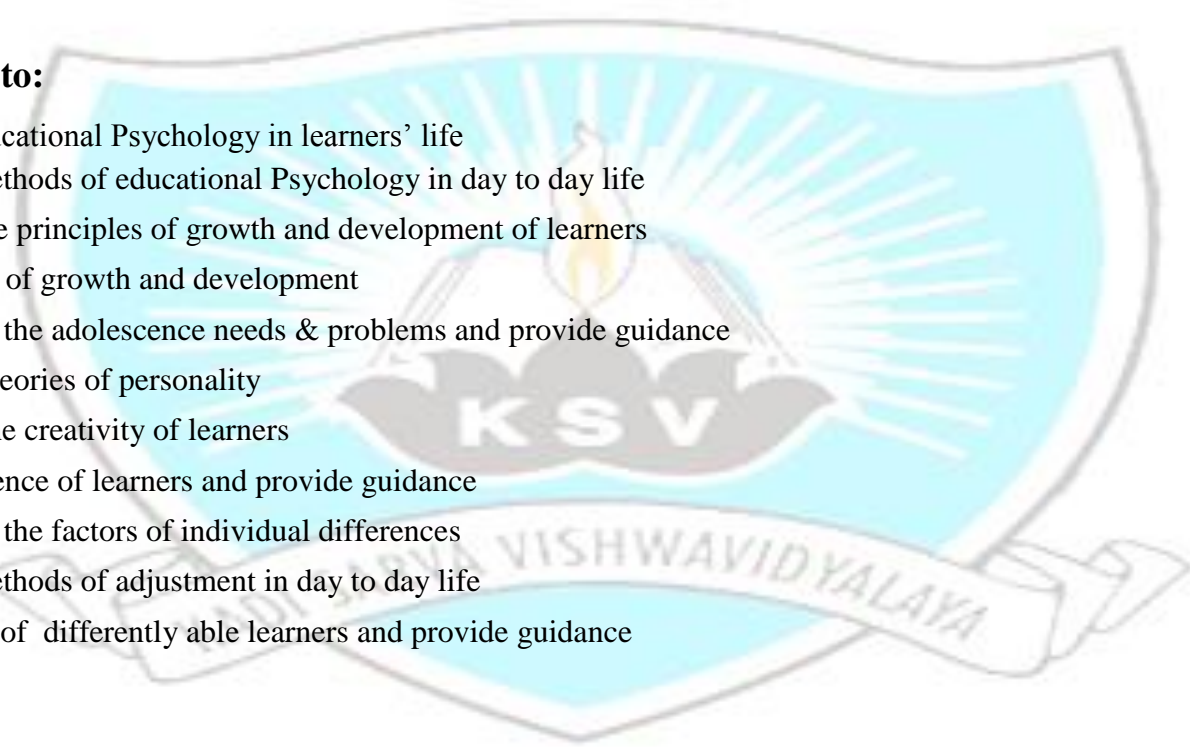 to:
cational Psychology in learners’ life
ethods of educational Psychology in day to day life
e principles of growth and development of learners
of growth and development
the adolescence needs & problems and provide guidance
eories of personality
e creativity of learners
KSV
ence of learners and provide guidance
the factors of individual differences
VISHWAVIDYALAYA
ethods of adjustment in day to day life
of differently able learners and provide guidance